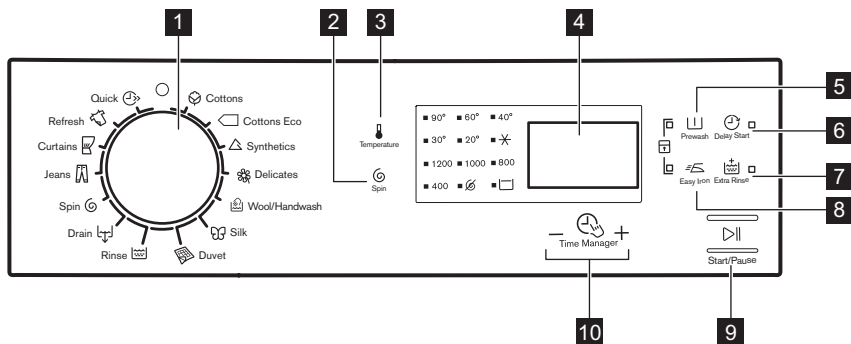 1
2
3
4
5
6
7
8
9
10
Quick
Refresh
Curtains
Jeans
Spin
Drain
Rinse
Cottons
Cottons Eco
Synthetics
Delicates
Wool/Handwash
Silk
Duvet
Temperature
Spin
90° 60° 40°
30° 20°
1200 1000 800
400
Prewash
Delay Start
Easy Iron
Extra Rinse
− Time Manager +
Start/Pause